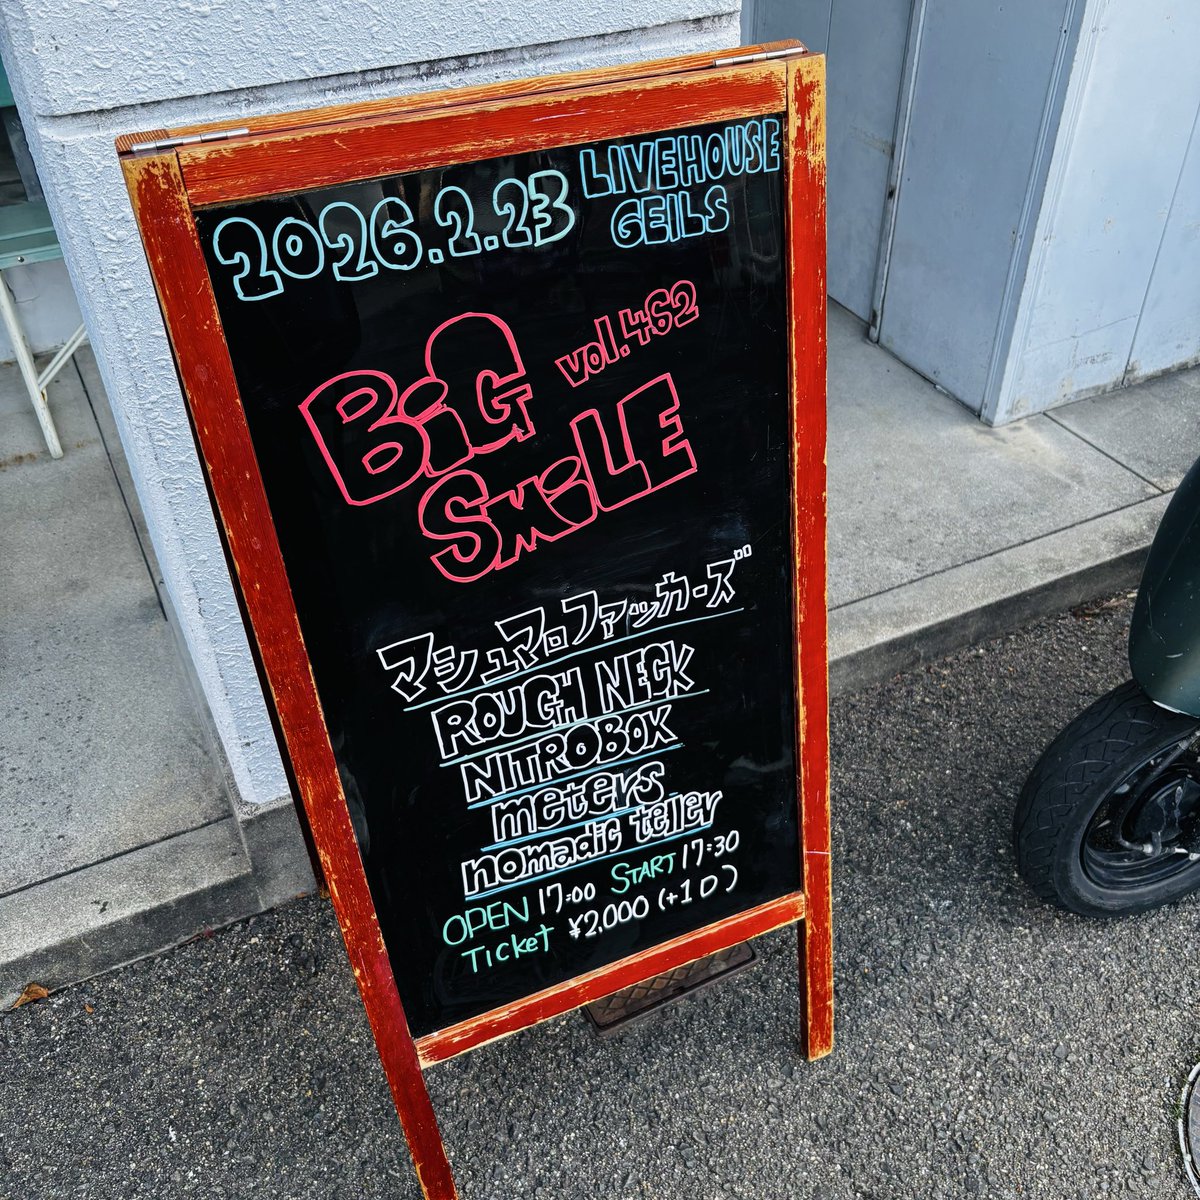 2026.2.23
LIVEHOUSE
GEILS
BiG
vol.462
SMiLE
マシュマロファッカーズ
ROUGH NECK
NITROBOX
meters
nomadic teller
OPEN 17:00 START 17:30
Ticket ¥2,000 (+1D)